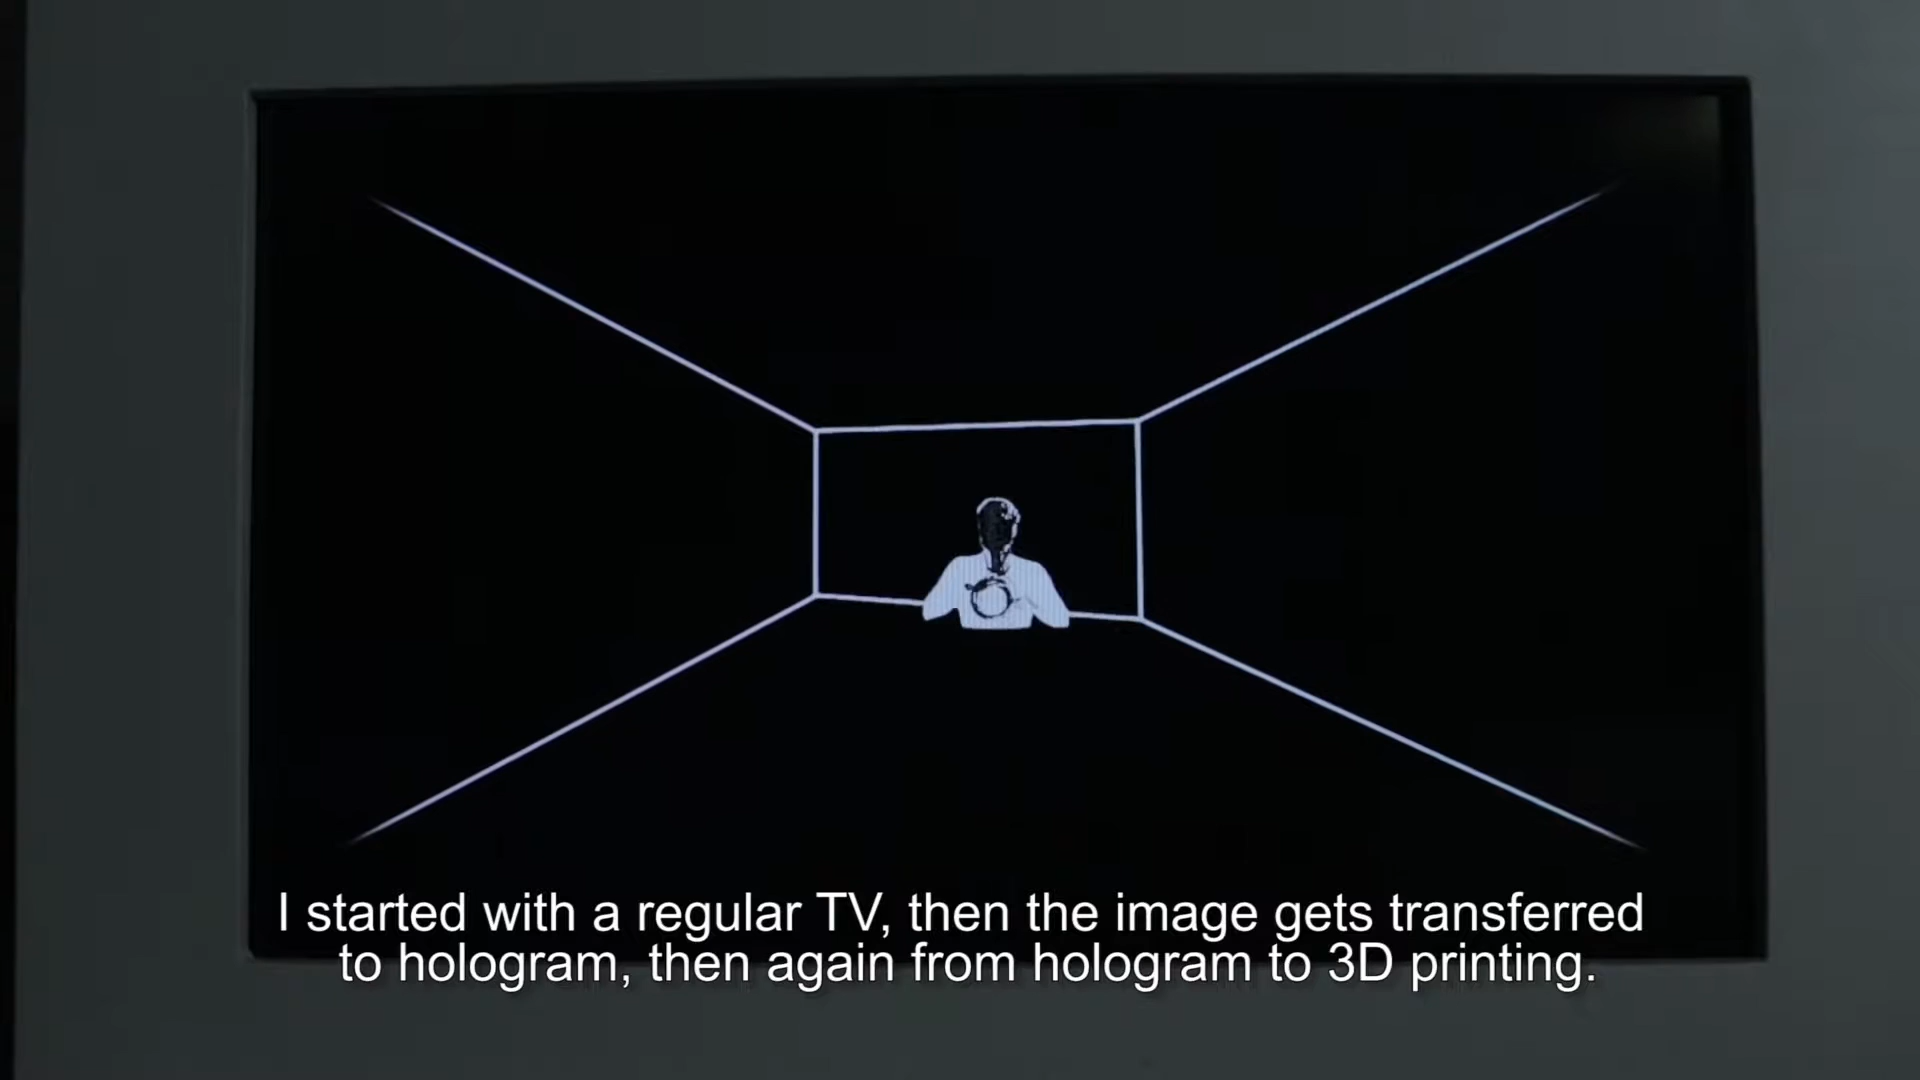 I started with a regular TV, then the image gets transferred
to hologram, then again from hologram to 3D printing.